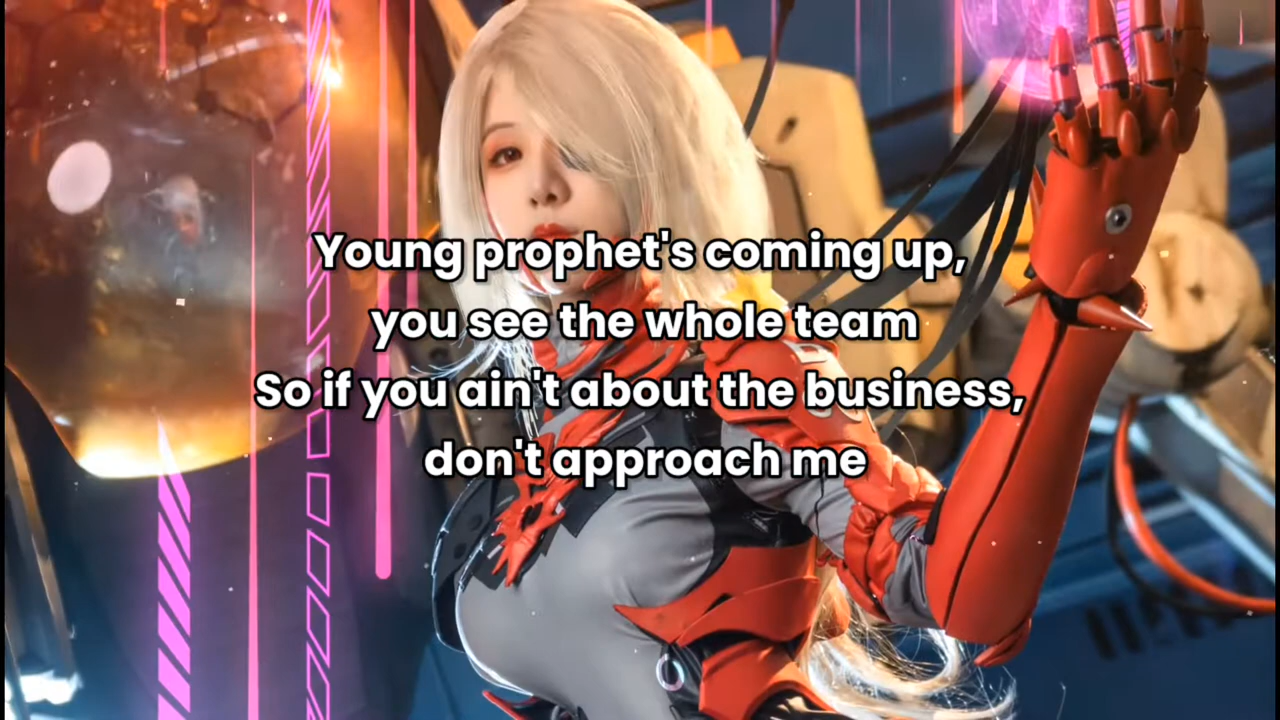 Young prophet's coming up,
you see the whole team
So if you ain't about the business,
don't approach me